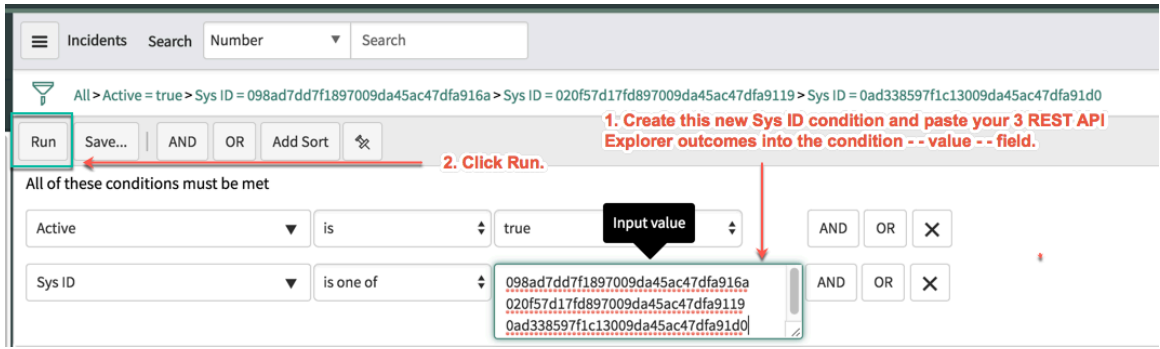 Incidents Search Number Search
All > Active = true > Sys ID = 098ad7dd7f1897009da45ac47dfa916a > Sys ID = 020f57d17fd897009da45ac47dfa9119 > Sys ID = 0ad338597f1c13009da45ac47dfa91d0
1. Create this new Sys ID condition and paste your 3 REST API
Explorer outcomes into the condition - - value - - field.
Run Save... AND OR Add Sort
2. Click Run.
All of these conditions must be met
Active is true AND OR
Input value
Sys ID is one of 098ad7dd7f1897009da45ac47dfa916a AND OR
020f57d17fd897009da45ac47dfa9119
0ad338597f1c13009da45ac47dfa91d0